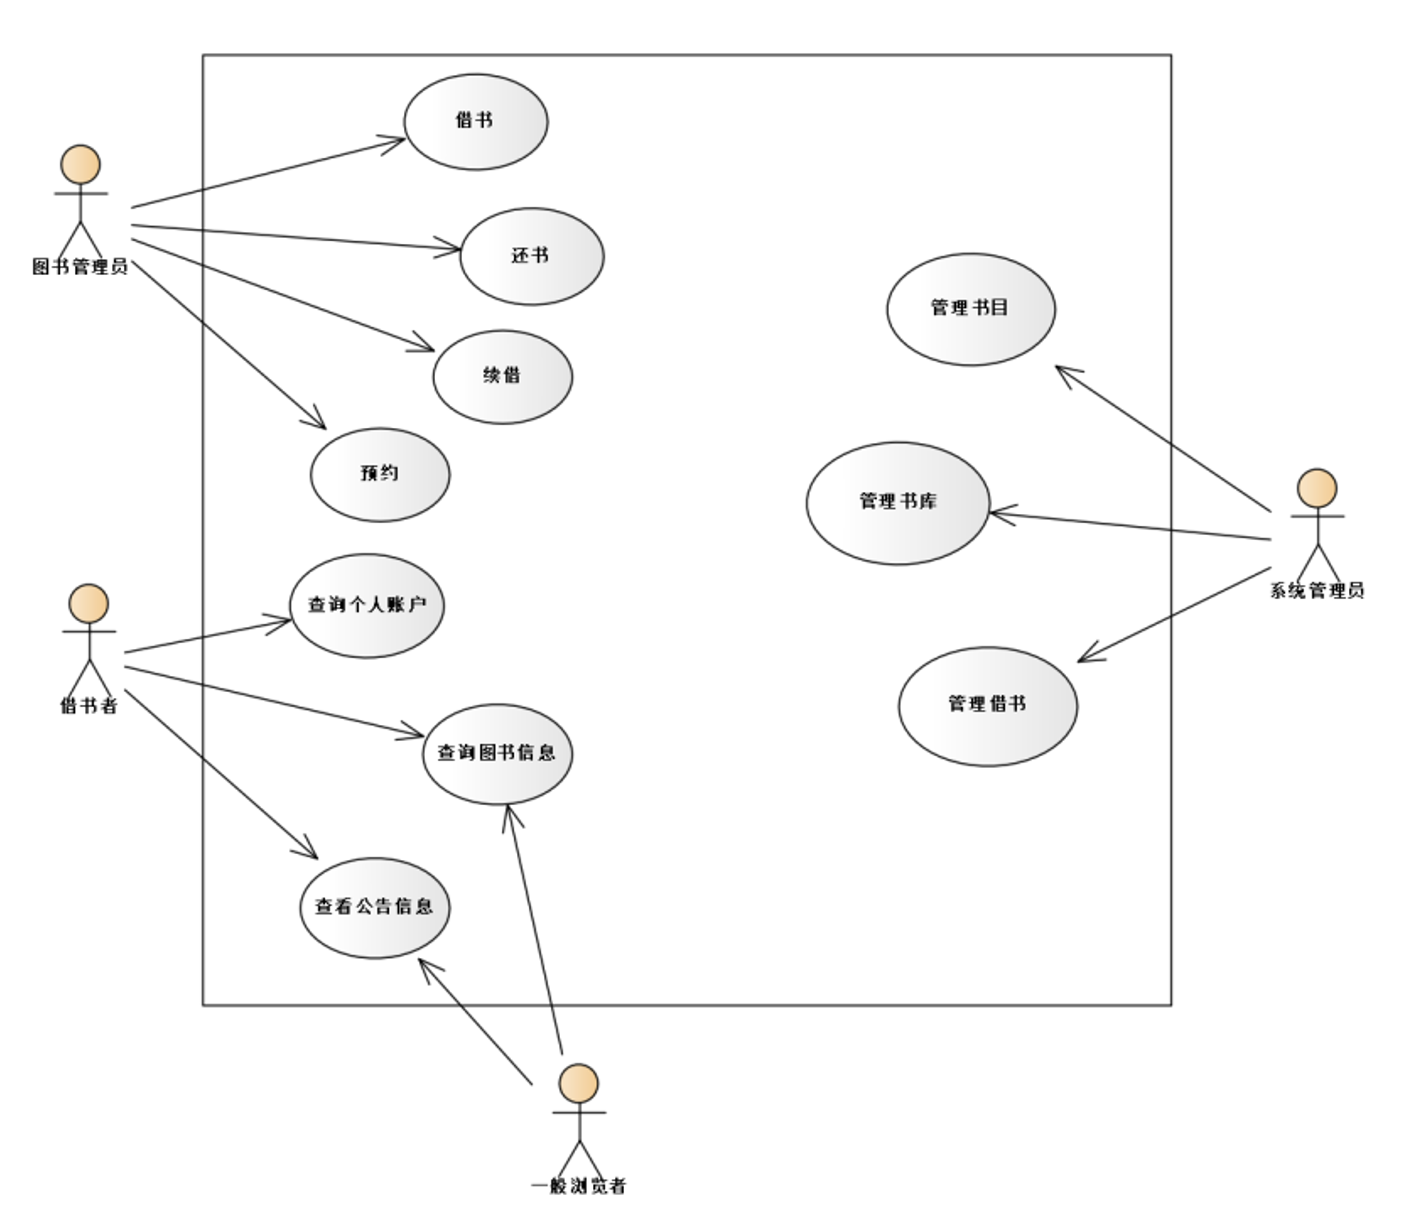 借书
图书管理员
还书
管理书目
续借
预约
管理书库
系统管理员
查询个人账户
借书者
管理借书
查询图书信息
查看公告信息
一般浏览者